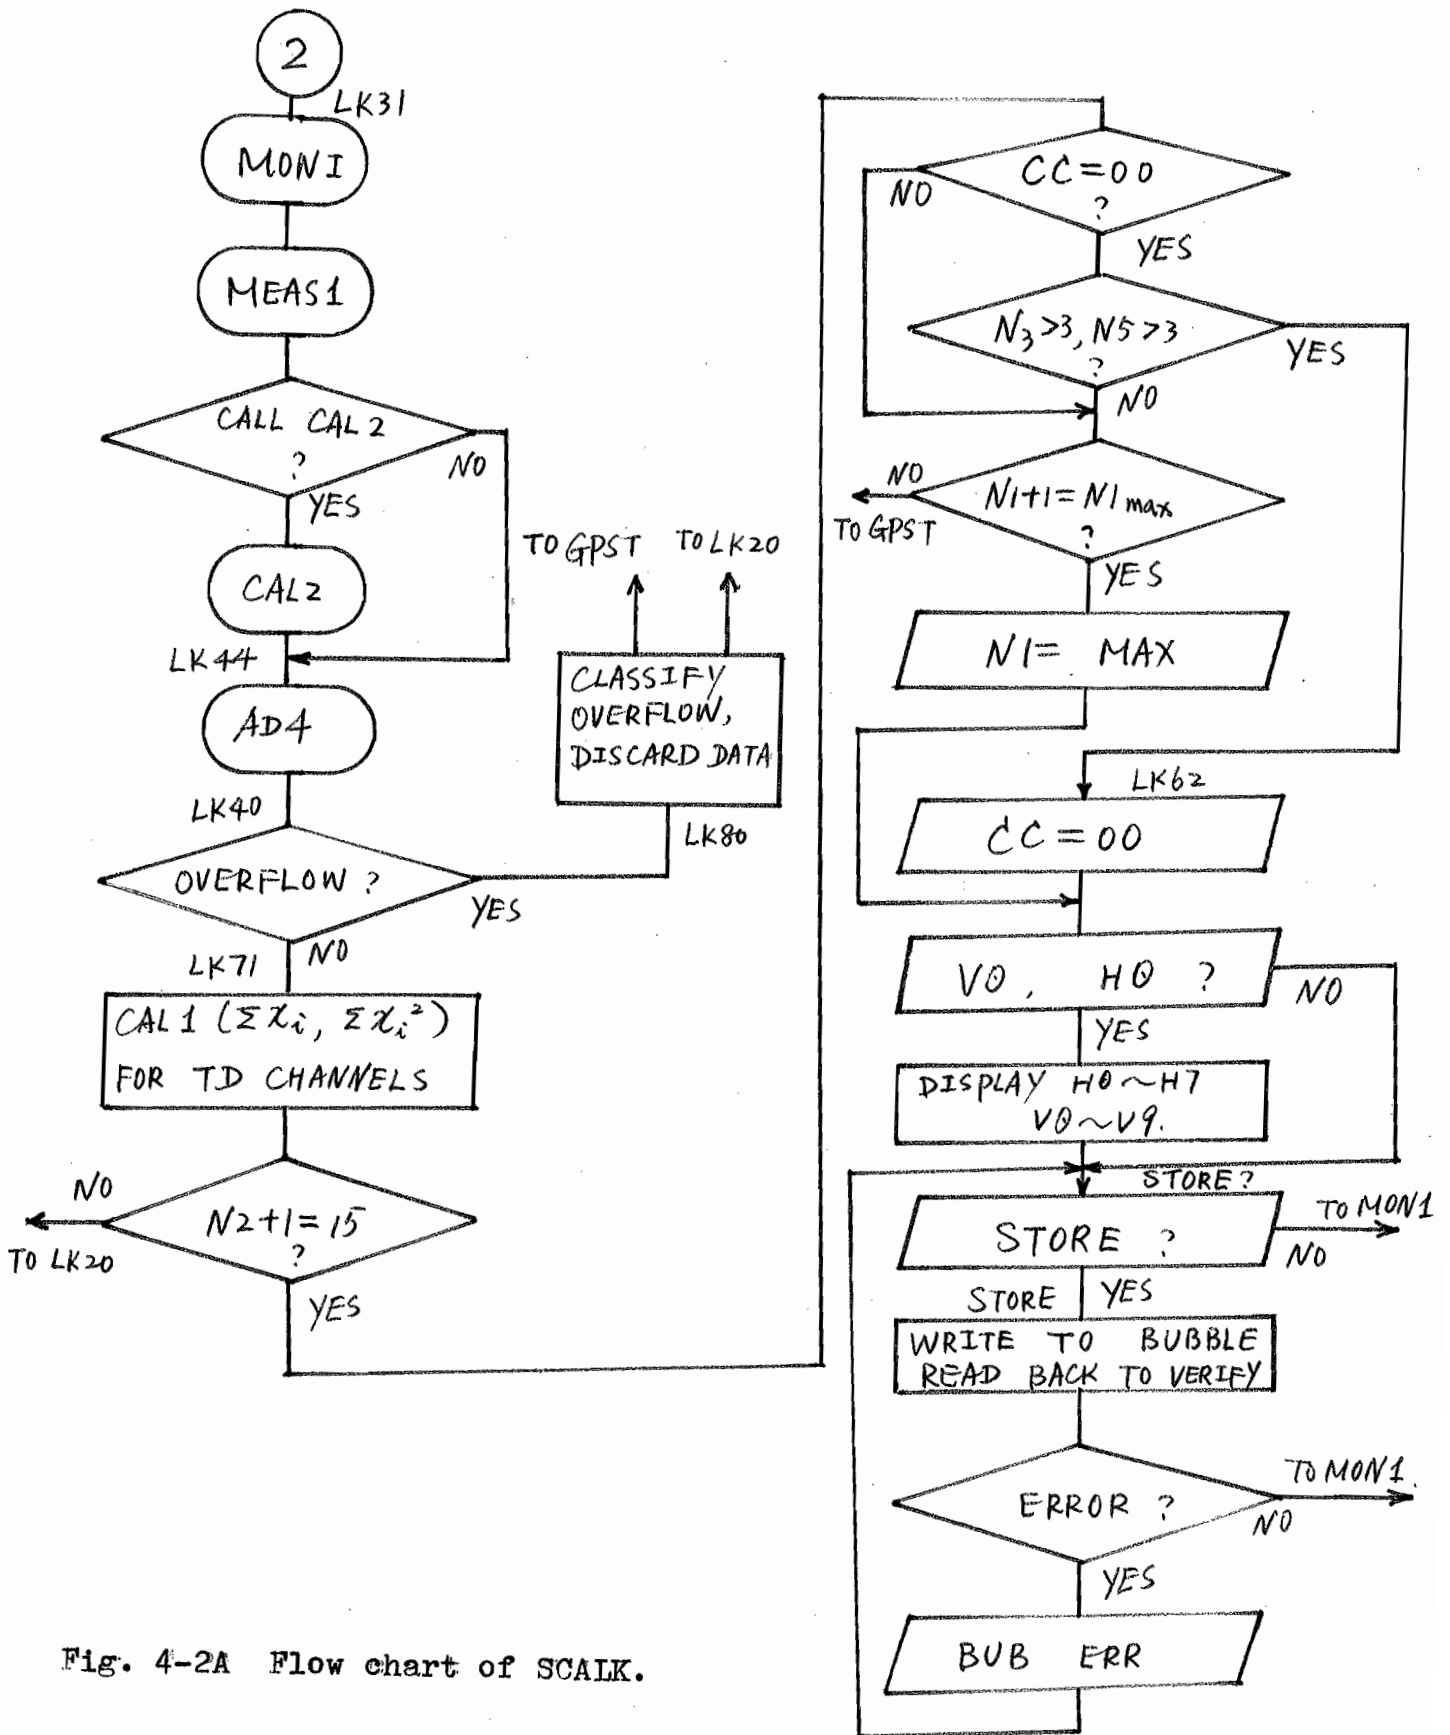 2
LK31
MONI
MEAS1
CALL CAL2
?
NO
YES
CAL2
LK44
AD4
LK40
OVERFLOW ?
YES
NO
TO GPST
TO LK20
CLASSIFY
OVERFLOW,
DISCARD DATA
LK80
LK71
CAL1 (Σxᵢ, Σxᵢ²)
FOR TD CHANNELS
N2+1=15
?
NO
TO LK20
YES
CC=00
?
NO
YES
N₃>3, N5>3
?
YES
NO
N1+1=N1max
?
NO
TO GPST
YES
N1= MAX
LK62
CC=00
V0, H0 ?
NO
YES
DISPLAY H0~H7
V0~V9.
STORE?
STORE ?
TO MON1
NO
STORE
YES
WRITE TO BUBBLE
READ BACK TO VERIFY
ERROR ?
TO MON1.
NO
YES
BUB ERR
Fig. 4-2A Flow chart of SCALK.